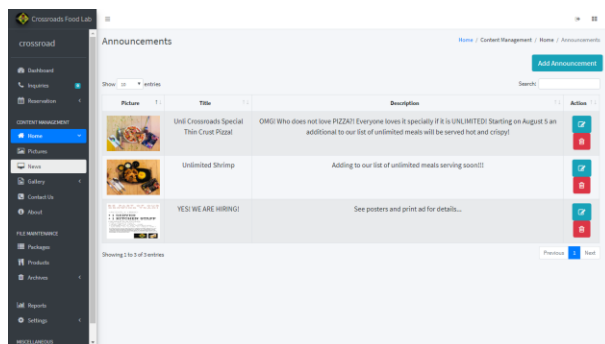 Crossroads Food Lab
crossroad
Dashboard
Inquiries
Reservation
CONTENT MANAGEMENT
Home
Pictures
News
Gallery
Contact Us
About
FILE MAINTENANCE
Packages
Products
Archives
Reports
Settings
MISCELLANEOUS
Announcements
Home / Content Management / Home / Announcements
Add Announcement
Show 10 entries
Search:
Picture Title Description Action
Unli Crossroads Special
Thin Crust Pizza!
OMG! Who does not love PIZZA?! Everyone loves it specially if it is UNLIMITED! Starting on August 5 an
additional to our list of unlimited meals will be served hot and crispy!
Unlimited Shrimp
Adding to our list of unlimited meals serving soon!!!
YES! WE ARE HIRING!
See posters and print ad for details...
Showing 1 to 3 of 3 entries
Previous 1 Next